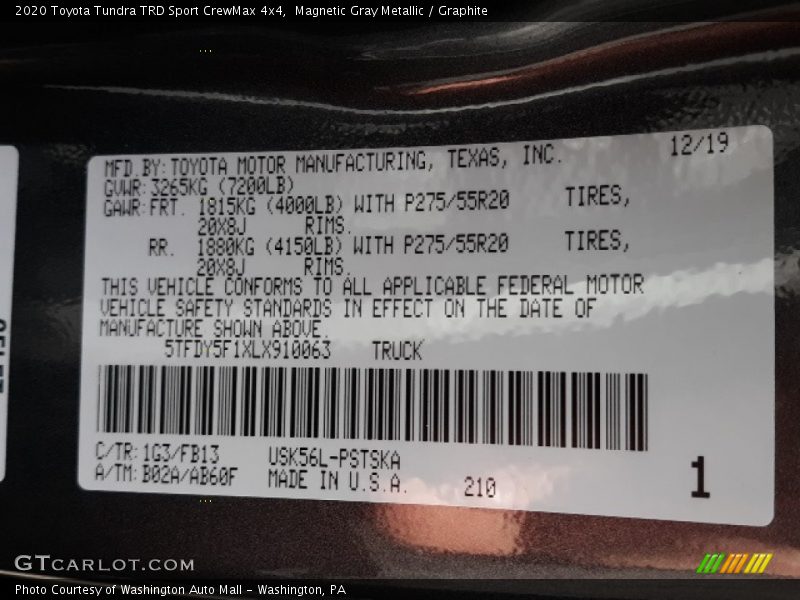 2020 Toyota Tundra TRD Sport CrewMax 4x4,  Magnetic Gray Metallic / Graphite
MFD.BY: TOYOTA MOTOR MANUFACTURING, TEXAS, INC. 12/19
GVWR: 3265KG (7200LB)
GAWR: FRT. 1815KG (4000LB) WITH P275/55R20 TIRES,
20X8J RIMS.
RR. 1880KG (4150LB) WITH P275/55R20 TIRES,
20X8J RIMS.
THIS VEHICLE CONFORMS TO ALL APPLICABLE FEDERAL MOTOR
VEHICLE SAFETY STANDARDS IN EFFECT ON THE DATE OF
MANUFACTURE SHOWN ABOVE.
5TFDY5F1XLX910063 TRUCK
C/TR: 1G3/FB13 USK56L-PSTSKA
A/TM: B02A/AB60F MADE IN U.S.A. 210 1
GTCARLOT.COM
Photo Courtesy of Washington Auto Mall - Washington, PA